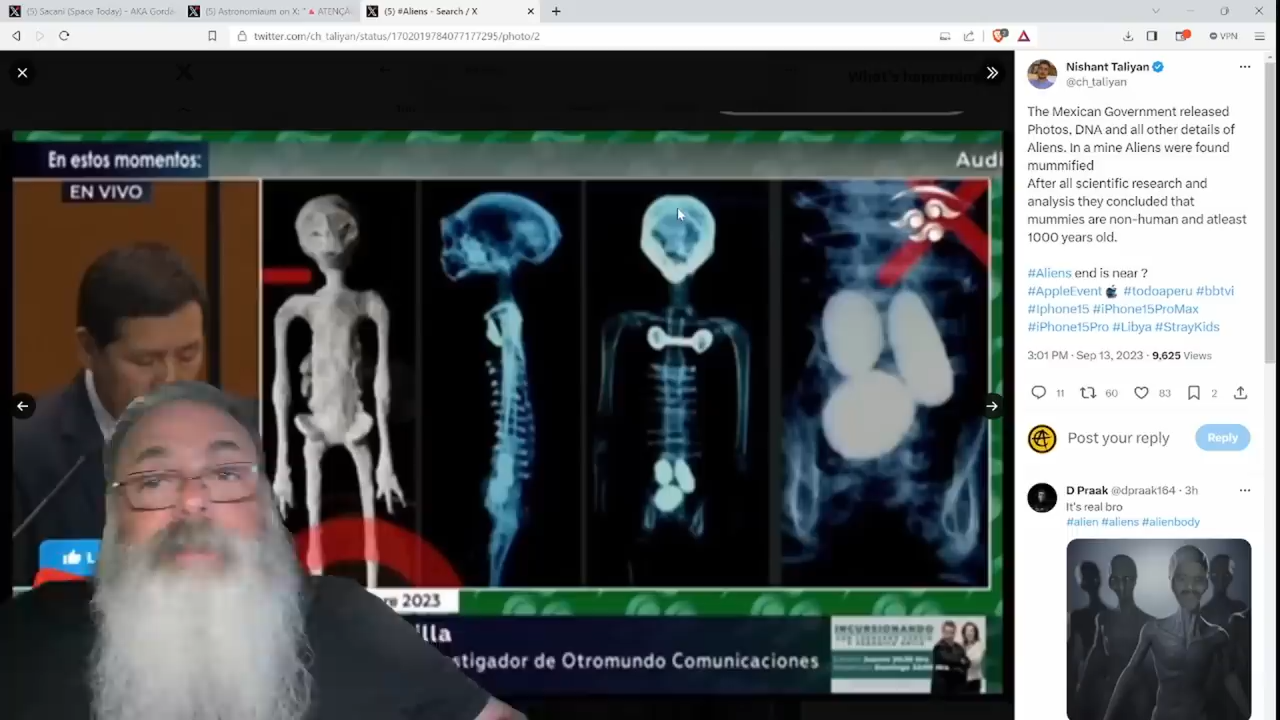 (5) Sacani (Space Today) - AKA Gorda
(5) Astronomiaum on X: "🔺ATENÇÃ
(5) #Aliens - Search / X
twitter.com/ch_taliyan/status/1702019784077177295/photo/2
VPN
What's happening
En estos momentos:
EN VIVO
Audi
re 2023
lla
stigador de Otromundo Comunicaciones
INCURSIONANDO
L
Nishant Taliyan
@ch_taliyan
The Mexican Government released
Photos, DNA and all other details of
Aliens. In a mine Aliens were found
mummified
After all scientific research and
analysis they concluded that
mummies are non-human and atleast
1000 years old.
#Aliens end is near ?
#AppleEvent #todoaperu #bbtvi
#Iphone15 #iPhone15ProMax
#iPhone15Pro #Libya #StrayKids
3:01 PM · Sep 13, 2023 · 9,625 Views
11 60 83 2
Post your reply
Reply
D Praak @dpraak164 · 3h
It's real bro
#alien #aliens #alienbody